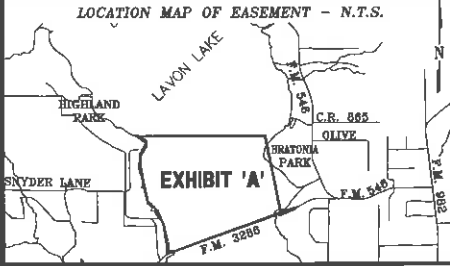 LOCATION MAP OF EASEMENT - N.T.S.
LAVON LAKE
N
F.M. 546
HIGHLAND
PARK
C.R. 865
OLIVE
BRATONIA
PARK
SNYDER LANE
EXHIBIT 'A'
F.M. 546
F.M. 982
F.M. 3286